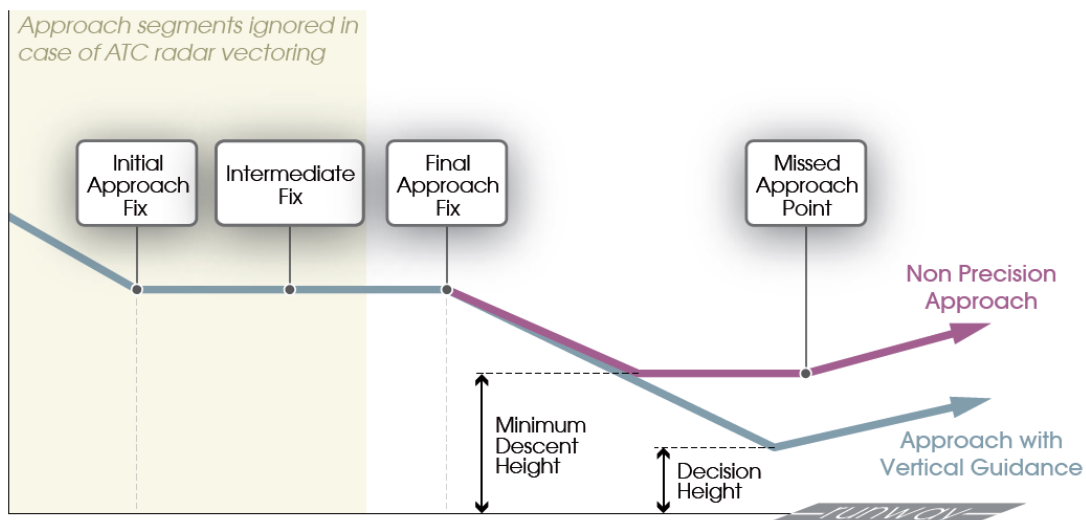 Approach segments ignored in
case of ATC radar vectoring
Initial
Approach
Fix
Intermediate
Fix
Final
Approach
Fix
Missed
Approach
Point
Non Precision
Approach
Minimum
Descent
Height
Decision
Height
Approach with
Vertical Guidance
runway